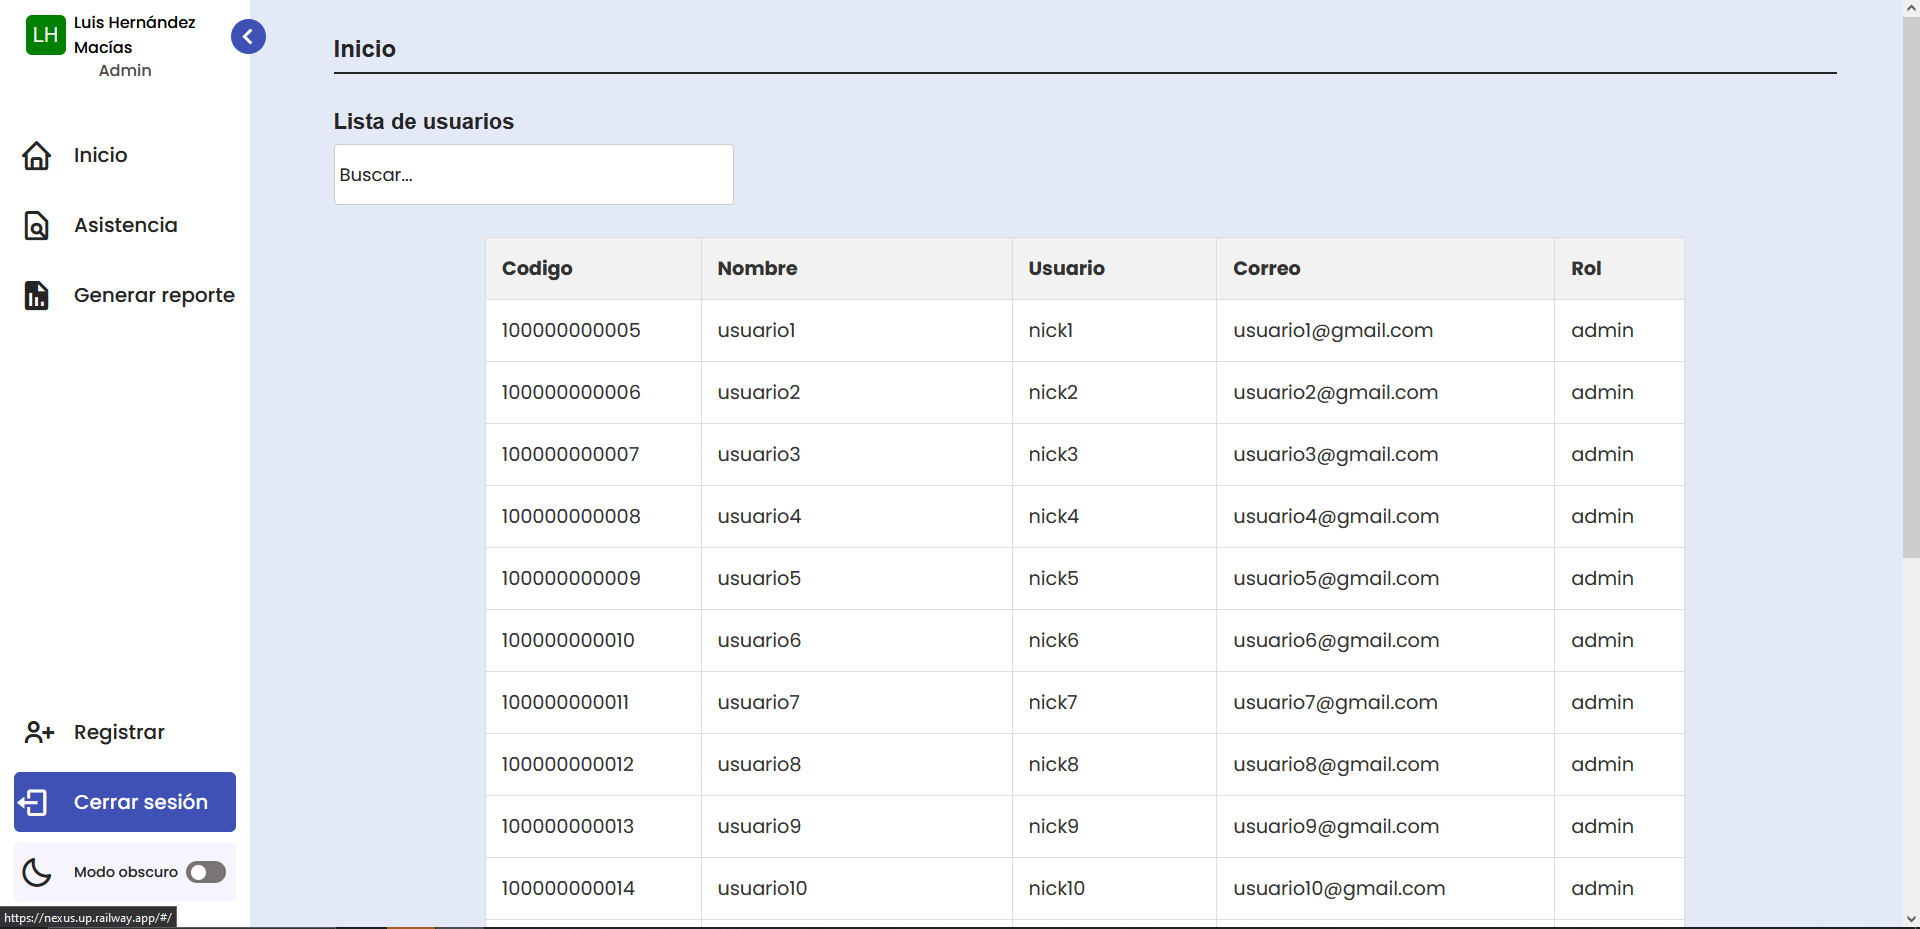 LH
Luis Hernández
Macías
Admin
Inicio
Asistencia
Generar reporte
Registrar
Cerrar sesión
Modo obscuro
https://nexus.up.railway.app/#/
Inicio
Lista de usuarios
Buscar...
Codigo Nombre Usuario Correo Rol
100000000005 usuario1 nick1 usuario1@gmail.com admin
100000000006 usuario2 nick2 usuario2@gmail.com admin
100000000007 usuario3 nick3 usuario3@gmail.com admin
100000000008 usuario4 nick4 usuario4@gmail.com admin
100000000009 usuario5 nick5 usuario5@gmail.com admin
100000000010 usuario6 nick6 usuario6@gmail.com admin
100000000011 usuario7 nick7 usuario7@gmail.com admin
100000000012 usuario8 nick8 usuario8@gmail.com admin
100000000013 usuario9 nick9 usuario9@gmail.com admin
100000000014 usuario10 nick10 usuario10@gmail.com admin